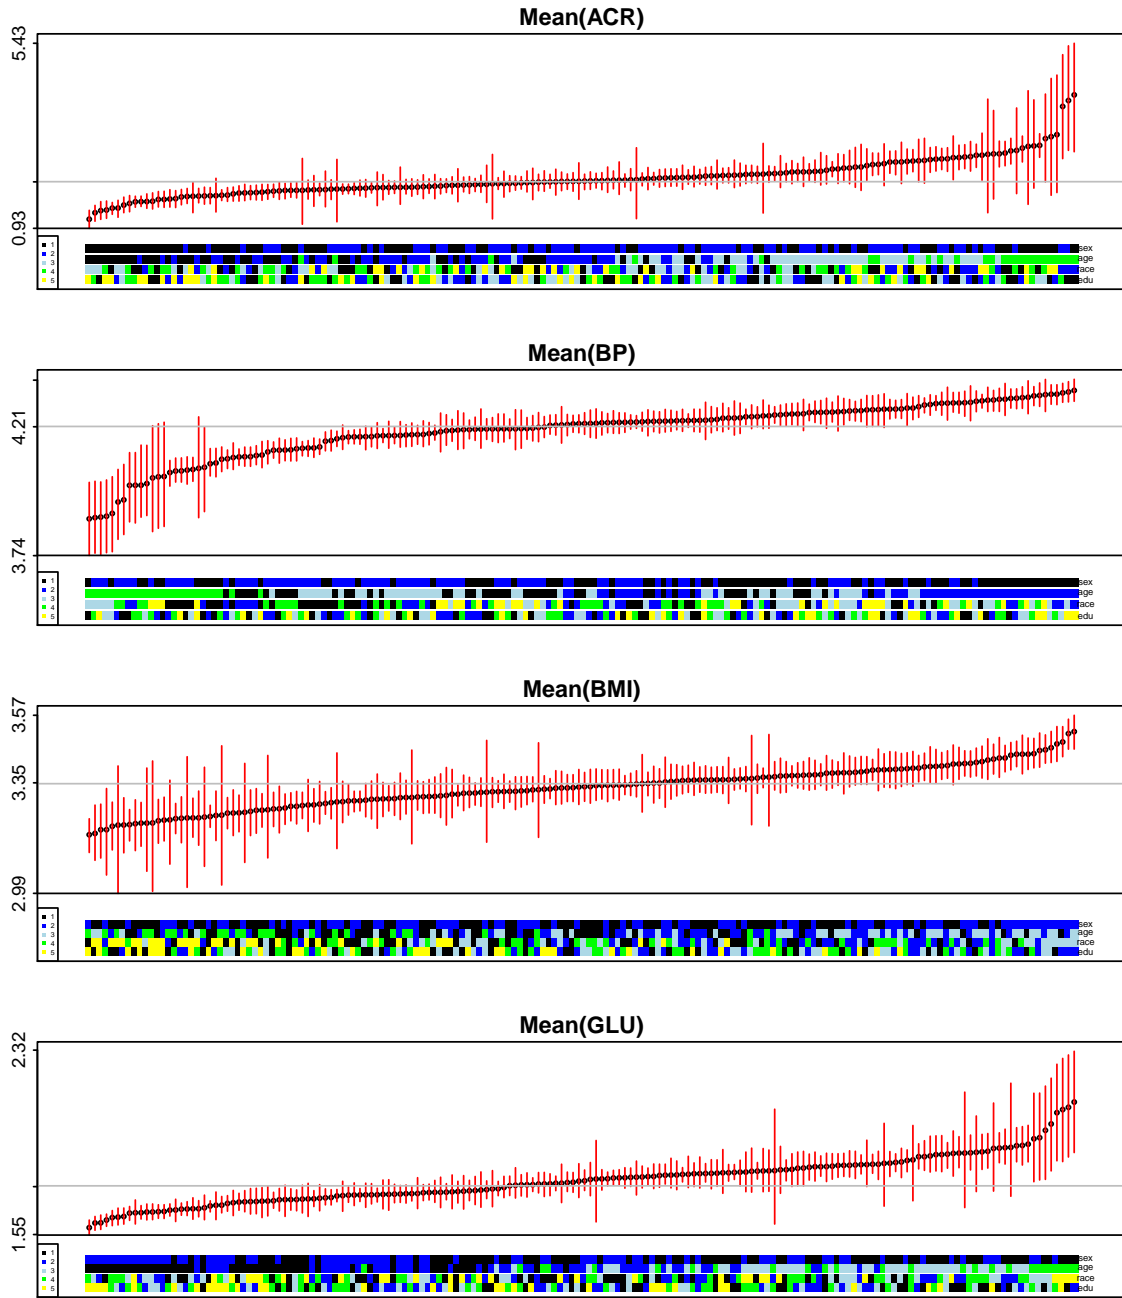 Mean(ACR)
5.43
0.93
1
2
3
4
5
sex
age
race
edu
Mean(BP)
4.21
3.74
1
2
3
4
5
sex
age
race
edu
Mean(BMI)
3.57
3.35
2.99
1
2
3
4
5
sex
age
race
edu
Mean(GLU)
2.32
1.55
1
2
3
4
5
sex
age
race
edu